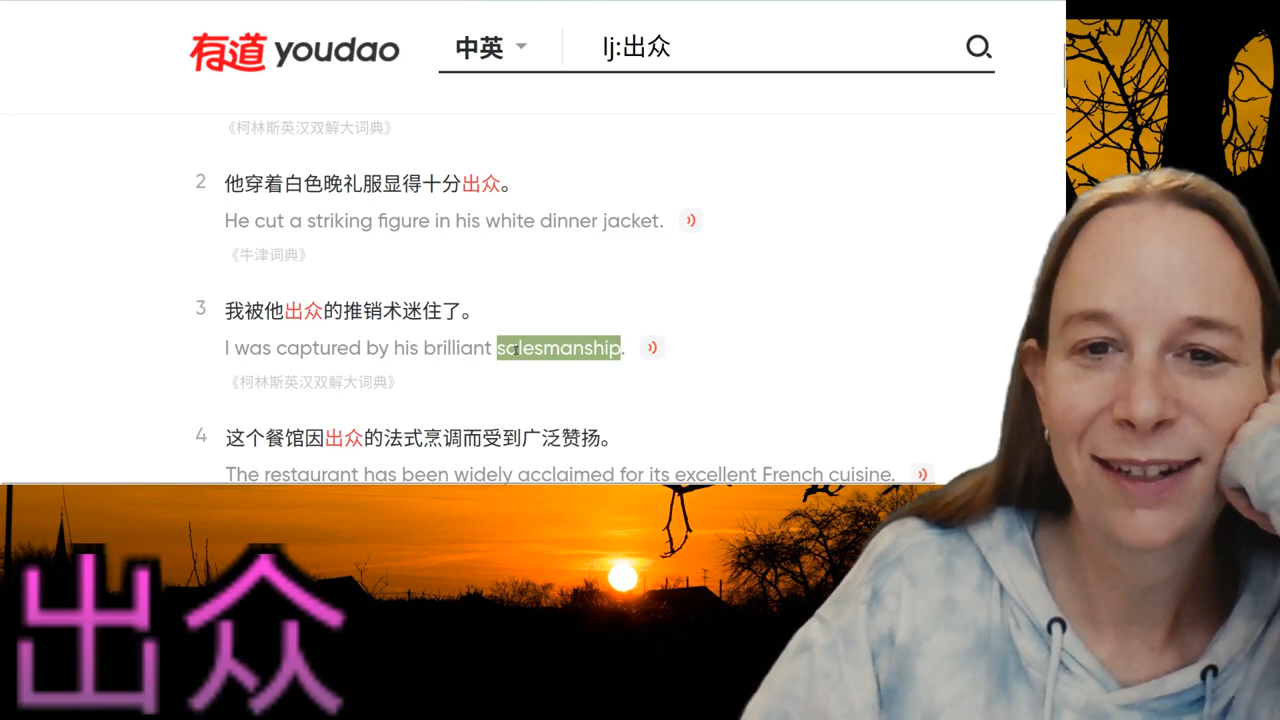 有道 youdao 中英 lj:出众
《柯林斯英汉双解大词典》
2 他穿着白色晚礼服显得十分出众。
He cut a striking figure in his white dinner jacket.
《牛津词典》
3 我被他出众的推销术迷住了。
I was captured by his brilliant salesmanship.
《柯林斯英汉双解大词典》
4 这个餐馆因出众的法式烹调而受到广泛赞扬。
The restaurant has been widely acclaimed for its excellent French cuisine.
出众